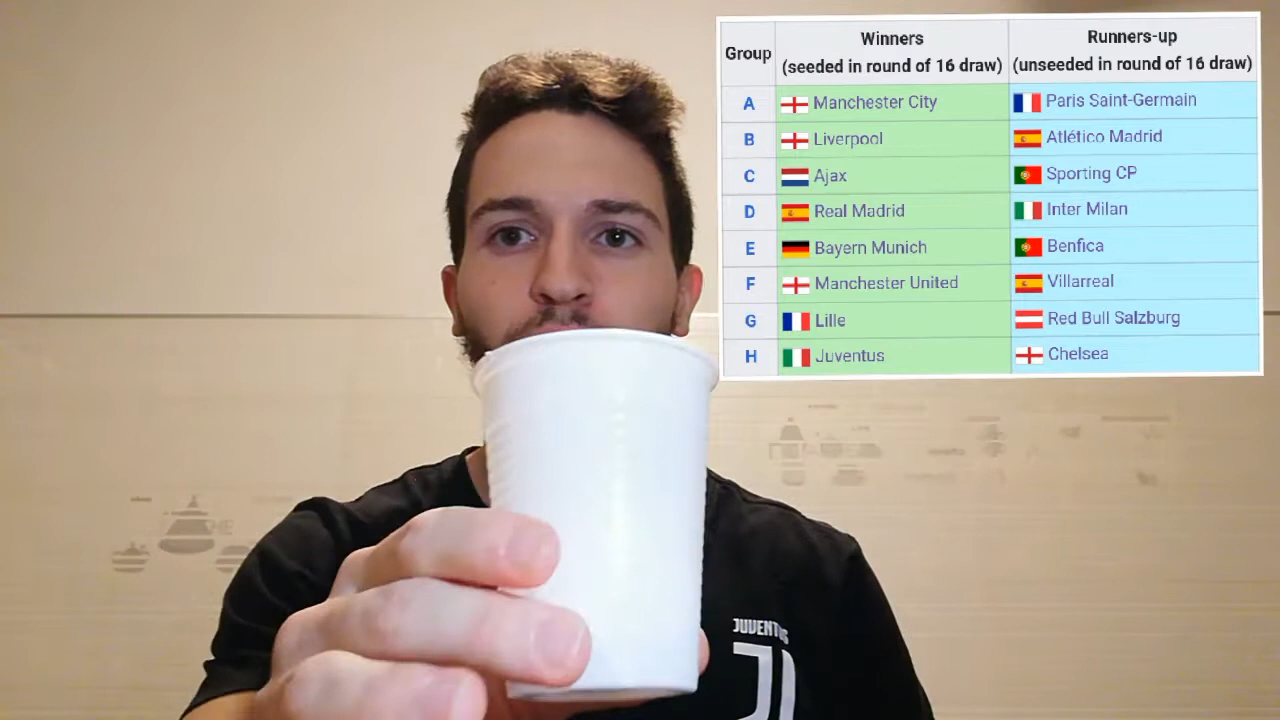 Group Winners Runners-up
(seeded in round of 16 draw) (unseeded in round of 16 draw)
A Manchester City Paris Saint-Germain
B Liverpool Atlético Madrid
C Ajax Sporting CP
D Real Madrid Inter Milan
E Bayern Munich Benfica
F Manchester United Villarreal
G Lille Red Bull Salzburg
H Juventus Chelsea
JUVENTUS